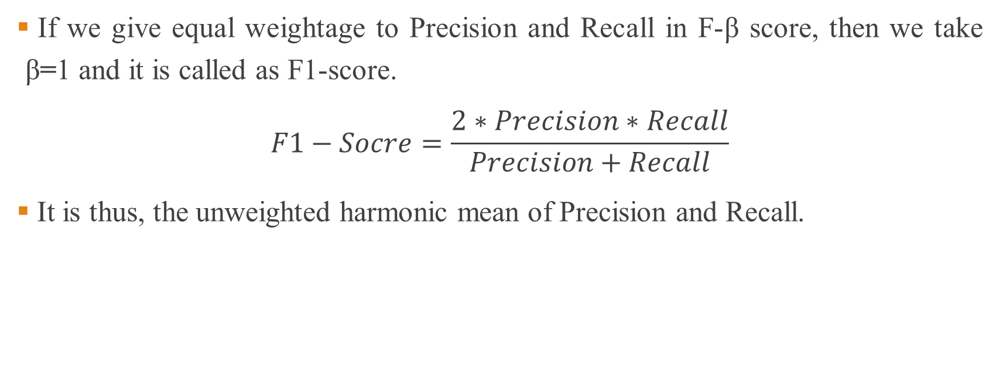 ▪ If we give equal weightage to Precision and Recall in F-β score, then we take
β=1 and it is called as F1-score.
F1 − Socre = (2 ∗ Precision ∗ Recall) / (Precision + Recall)
▪ It is thus, the unweighted harmonic mean of Precision and Recall.